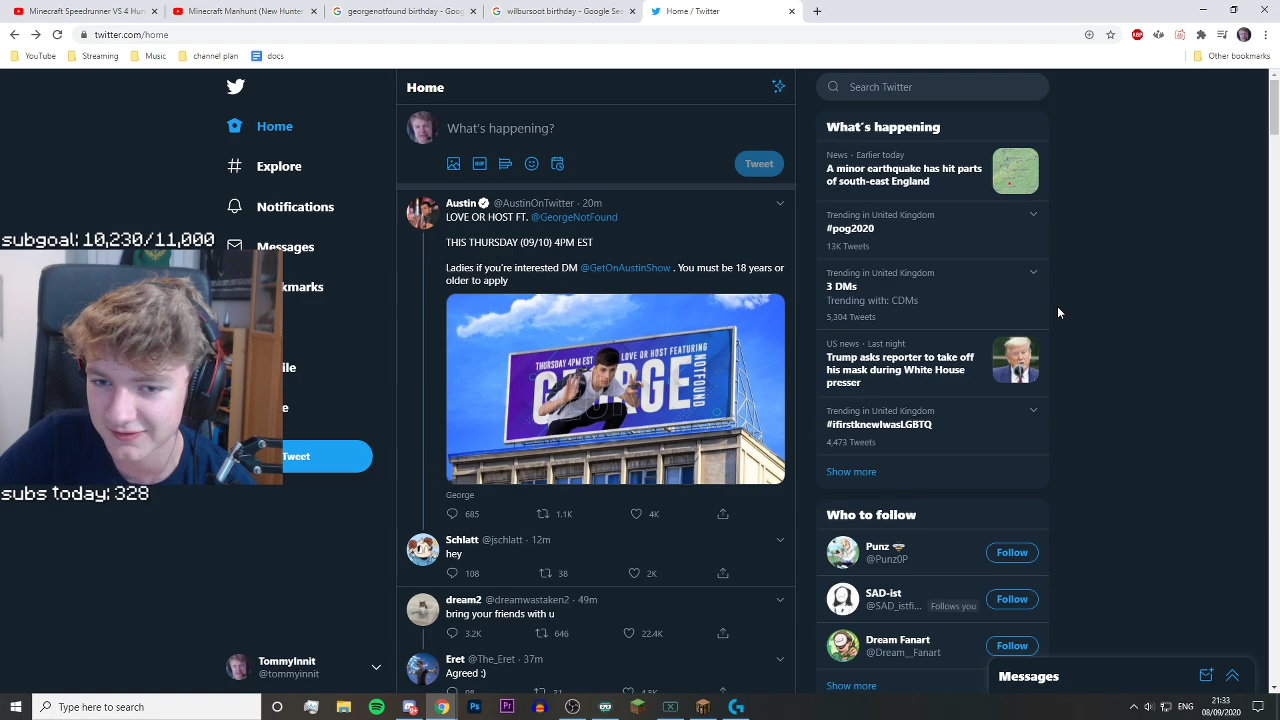 Minecraft Speedrunner VS 4 Hun
Minecraft Manhunt (New Hunter
georgenotfound birthday - Goog
wilbursoot birthday - Google Se
Home / Twitter
twitter.com/home
YouTube
Streaming
Music
channel plan
docs
Other bookmarks
Home
Explore
Notifications
Messages
kmarks
ile
e
Tweet
TommyInnit
@tommyinnit
subgoal: 10,230/11,000
subs today: 328
Home
What's happening?
GIF
Tweet
Austin @AustinOnTwitter · 20m
LOVE OR HOST FT. @GeorgeNotFound
THIS THURSDAY (09/10) 4PM EST
Ladies if you're interested DM @GetOnAustinShow . You must be 18 years or
older to apply
THURSDAY 4PM EST
LOVE OR HOST FEATURING
GEORGE
NOTFOUND
George
685
1.1K
4K
Schlatt @jschlatt · 12m
hey
108
38
2K
dream2 @dreamwastaken2 · 49m
bring your friends with u
3.2K
646
22.4K
Eret @The_Eret · 37m
Agreed :)
98
31
4.5K
Search Twitter
What's happening
News · Earlier today
A minor earthquake has hit parts
of south-east England
Trending in United Kingdom
#pog2020
13K Tweets
Trending in United Kingdom
3 DMs
Trending with: CDMs
5,304 Tweets
US news · Last night
Trump asks reporter to take off
his mask during White House
presser
Trending in United Kingdom
#ifirstknewIwasLGBTQ
4,473 Tweets
Show more
Who to follow
Punz
@Punz0P
Follow
SAD-ist
@SAD_istfi...
Follows you
Follow
Dream Fanart
@Dream__Fanart
Follow
Show more
Messages
Type here to search
21:33
08/09/2020